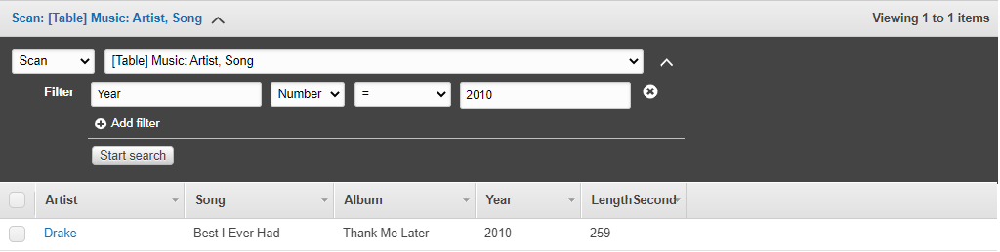 Scan: [Table] Music: Artist, Song Viewing 1 to 1 items
Scan [Table] Music: Artist, Song
Filter Year Number = 2010
Add filter
Start search
Artist Song Album Year LengthSecond
Drake Best I Ever Had Thank Me Later 2010 259